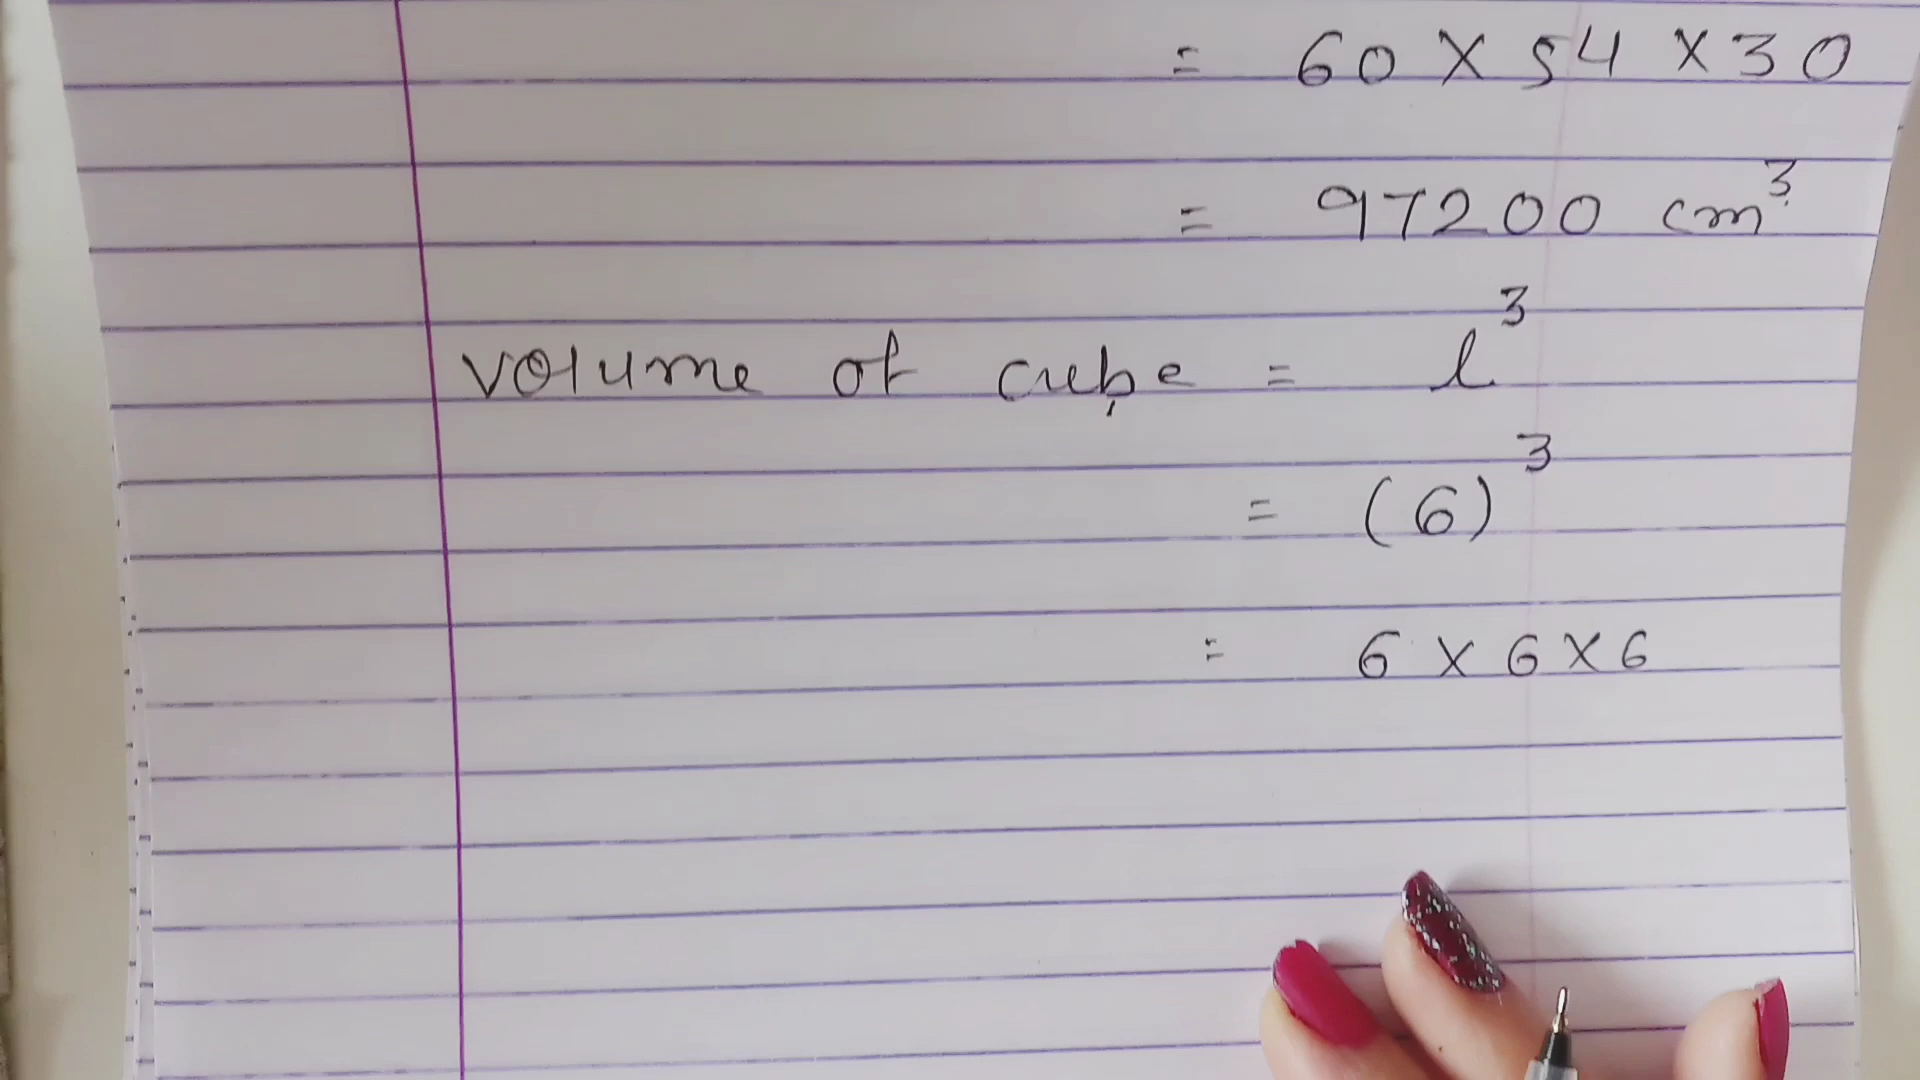 = 60 X 54 X 30
= 97200 cm³
volume of cube = l³
= (6)³
= 6 X 6 X 6